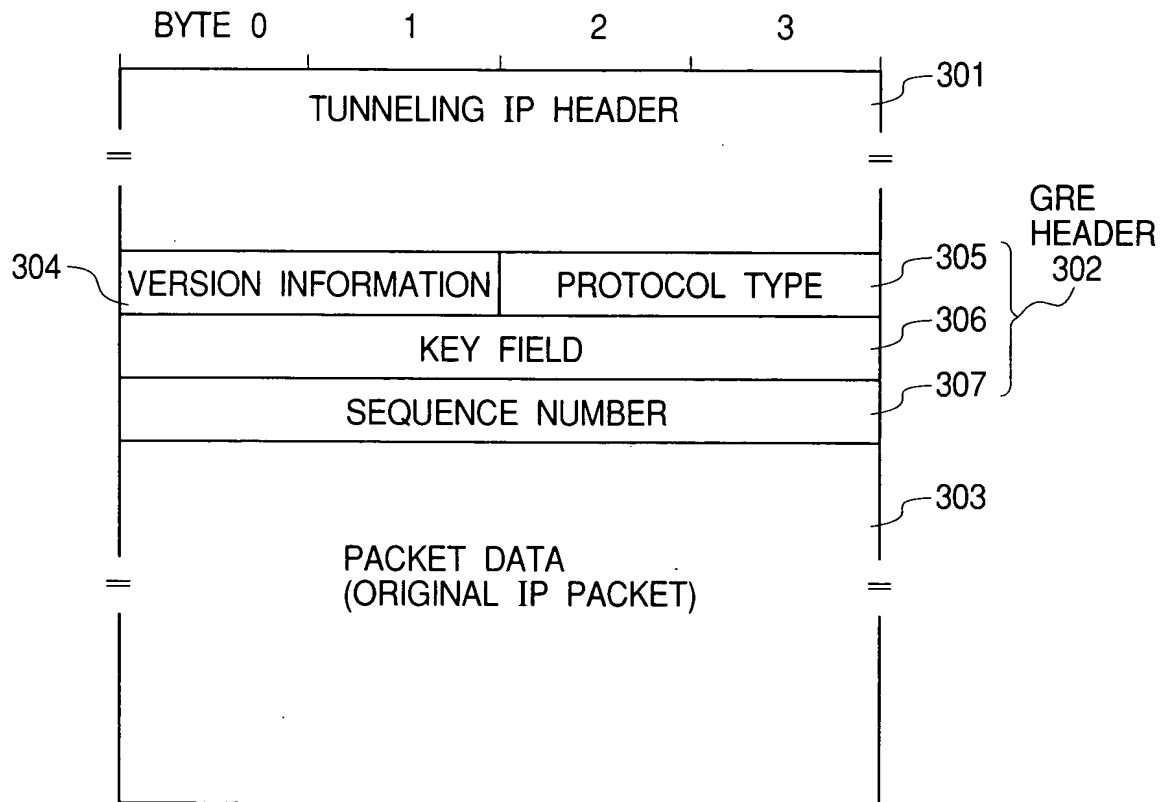 BYTE 0 1 2 3
301
TUNNELING IP HEADER
=
=
GRE
HEADER
302
304
VERSION INFORMATION
PROTOCOL TYPE
305
KEY FIELD
306
SEQUENCE NUMBER
307
303
PACKET DATA
(ORIGINAL IP PACKET)
=
=